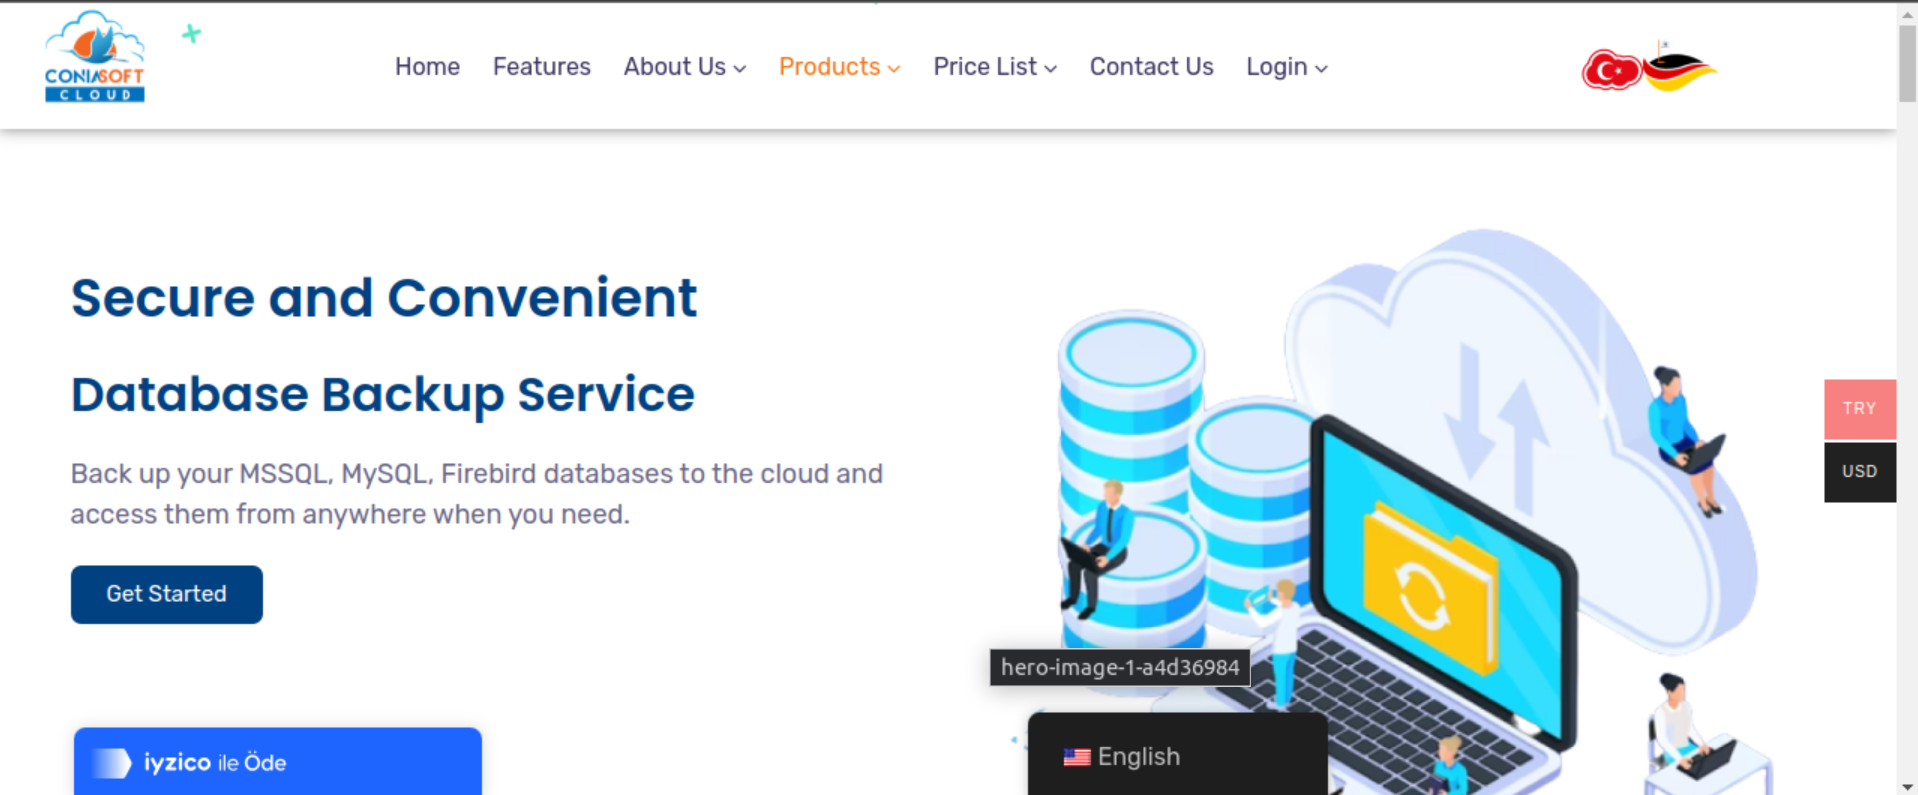 CONIASOFT
CLOUD
Home
Features
About Us
Products
Price List
Contact Us
Login
Secure and Convenient
Database Backup Service
Back up your MSSQL, MySQL, Firebird databases to the cloud and
access them from anywhere when you need.
Get Started
TRY
USD
hero-image-1-a4d36984
iyzico ile Öde
English